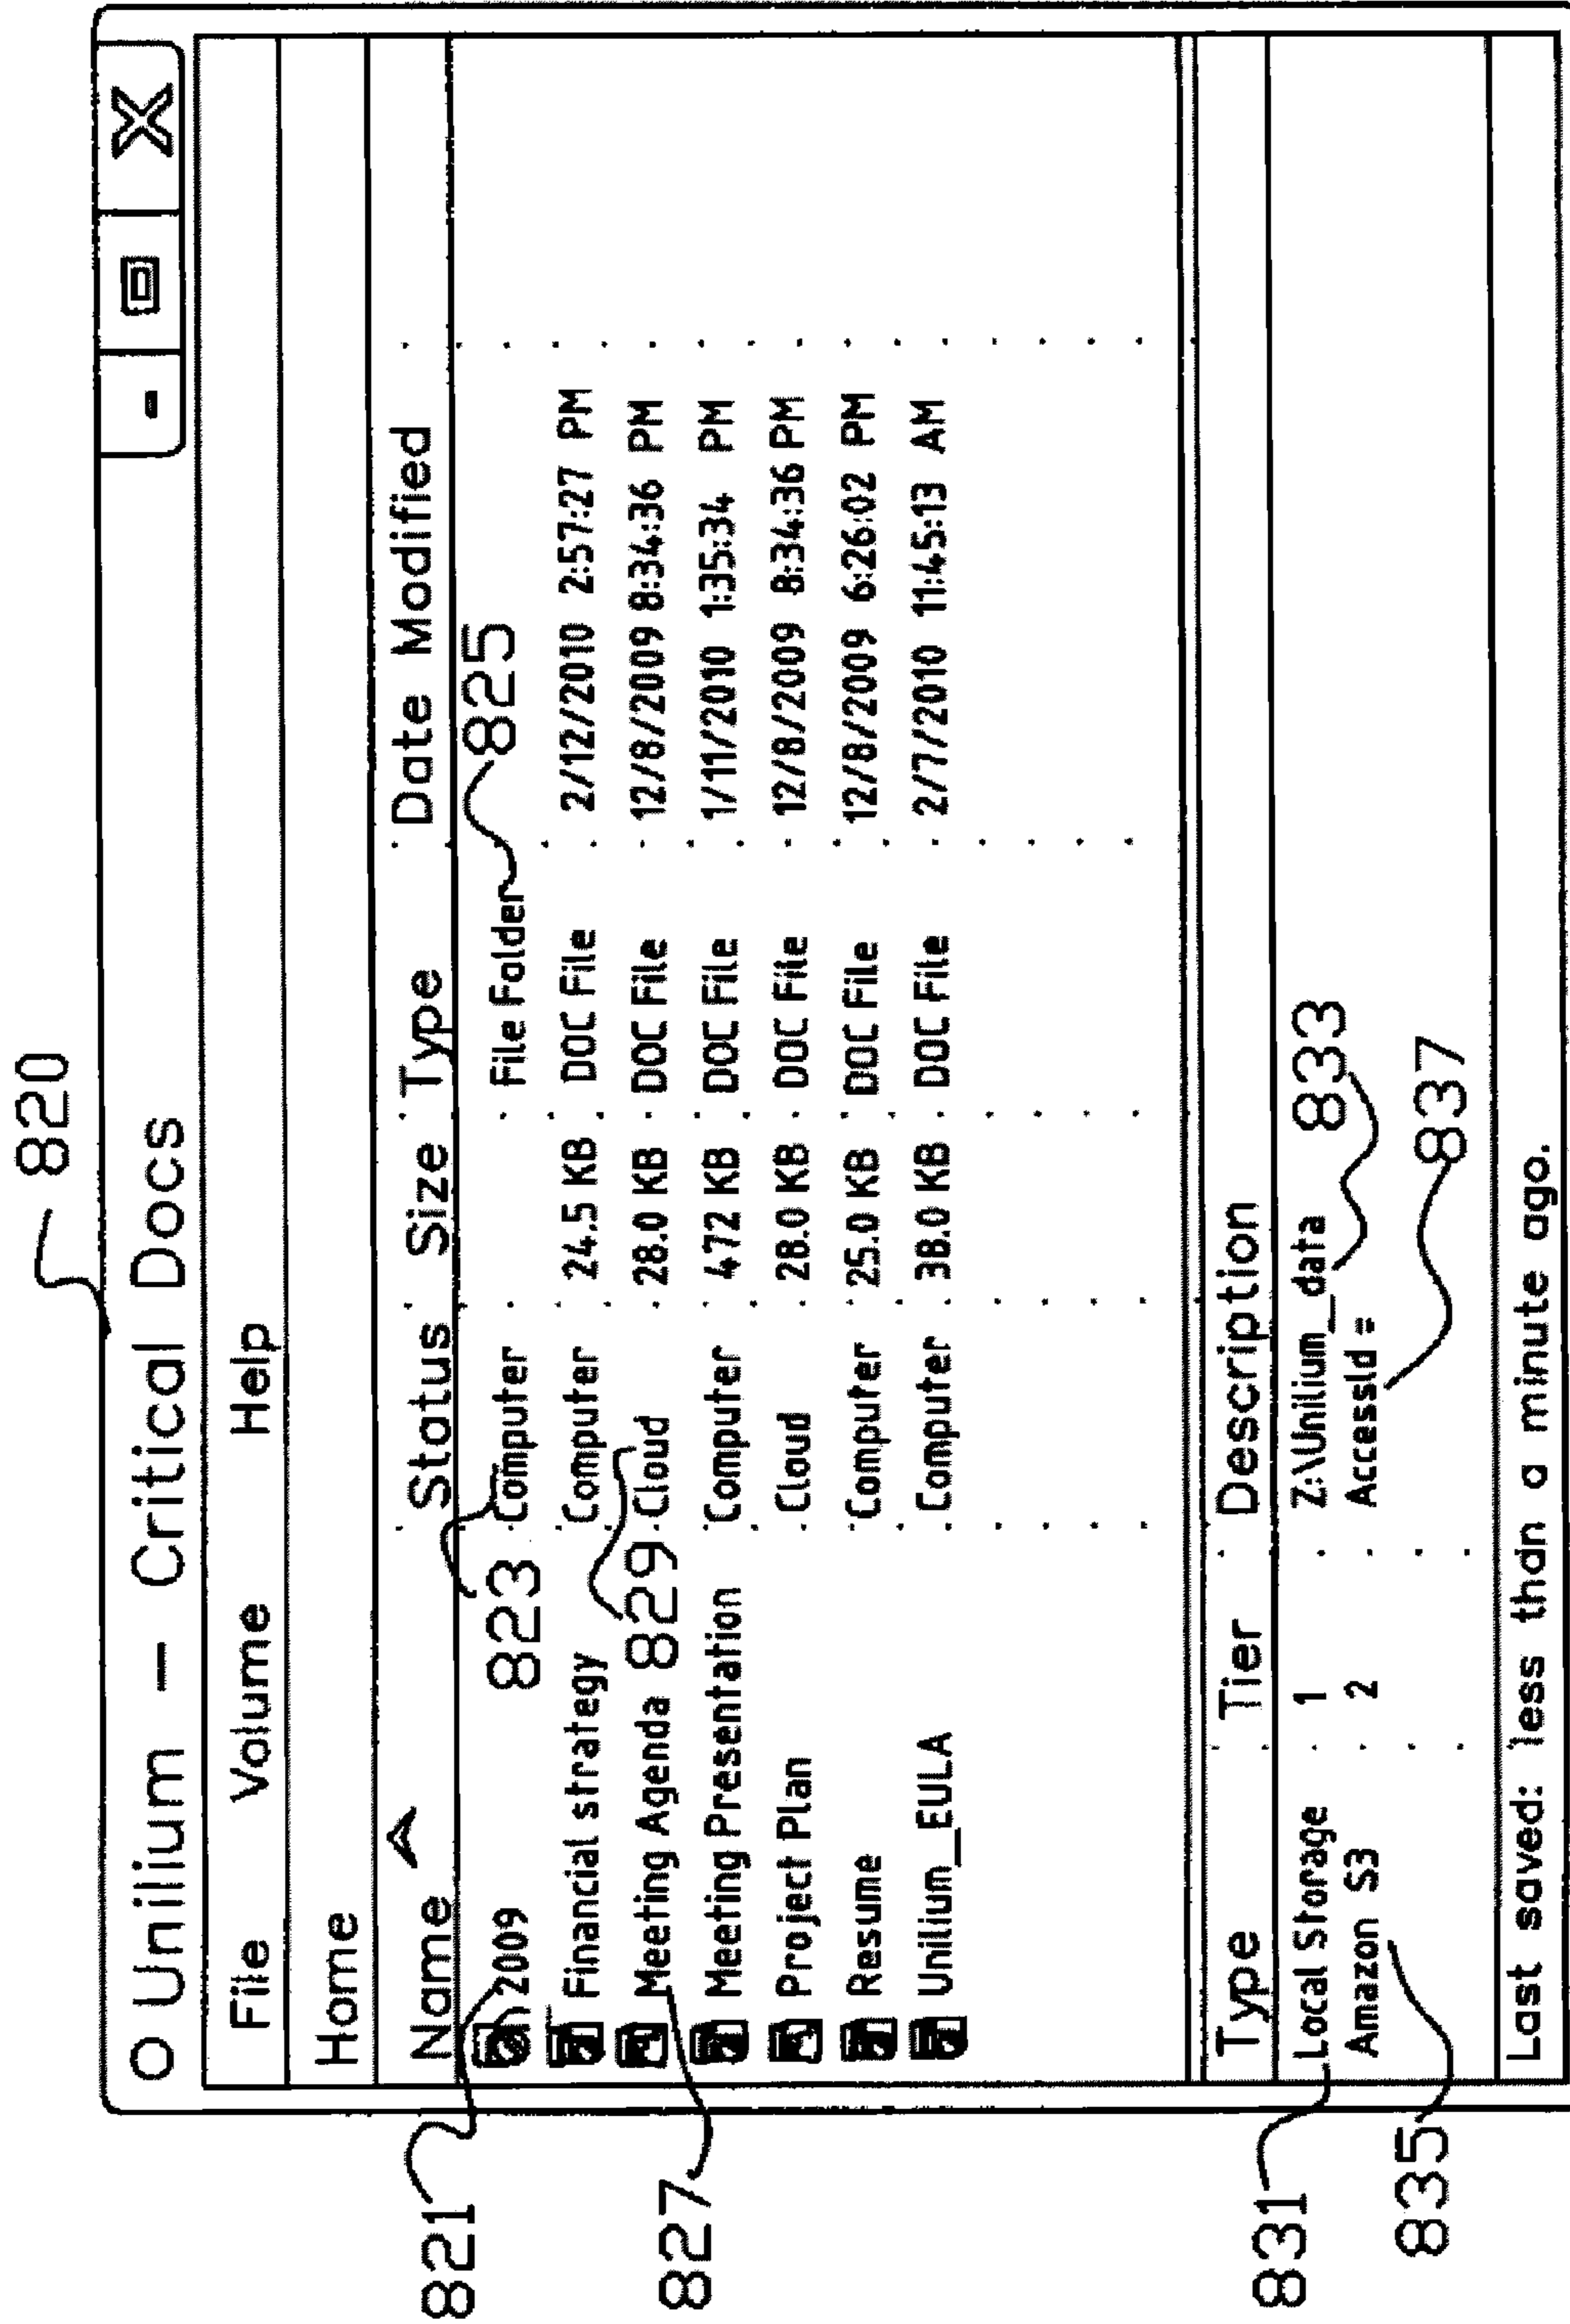 820
O Unilium — Critical Docs - X
File Volume Help
Home
Name Status Size Type Date Modified
821 2009 823 Computer File Folder 825
Financial strategy Computer 24.5 KB DOC File 2/12/2010 2:57:27 PM
827 Meeting Agenda 829 Cloud 28.0 KB DOC File 12/8/2009 8:34:36 PM
Meeting Presentation Computer 472 KB DOC File 1/11/2010 1:35:34 PM
Project Plan Cloud 28.0 KB DOC File 12/8/2009 8:34:36 PM
Resume Computer 25.0 KB DOC File 12/8/2009 6:26:02 PM
Unilium_EULA Computer 38.0 KB DOC File 2/7/2010 11:45:13 AM
Type Tier Description
831 Local Storage 1 Z:\Unilium_data 833
835 Amazon S3 2 AccessId = 837
Last saved: less than a minute ago.